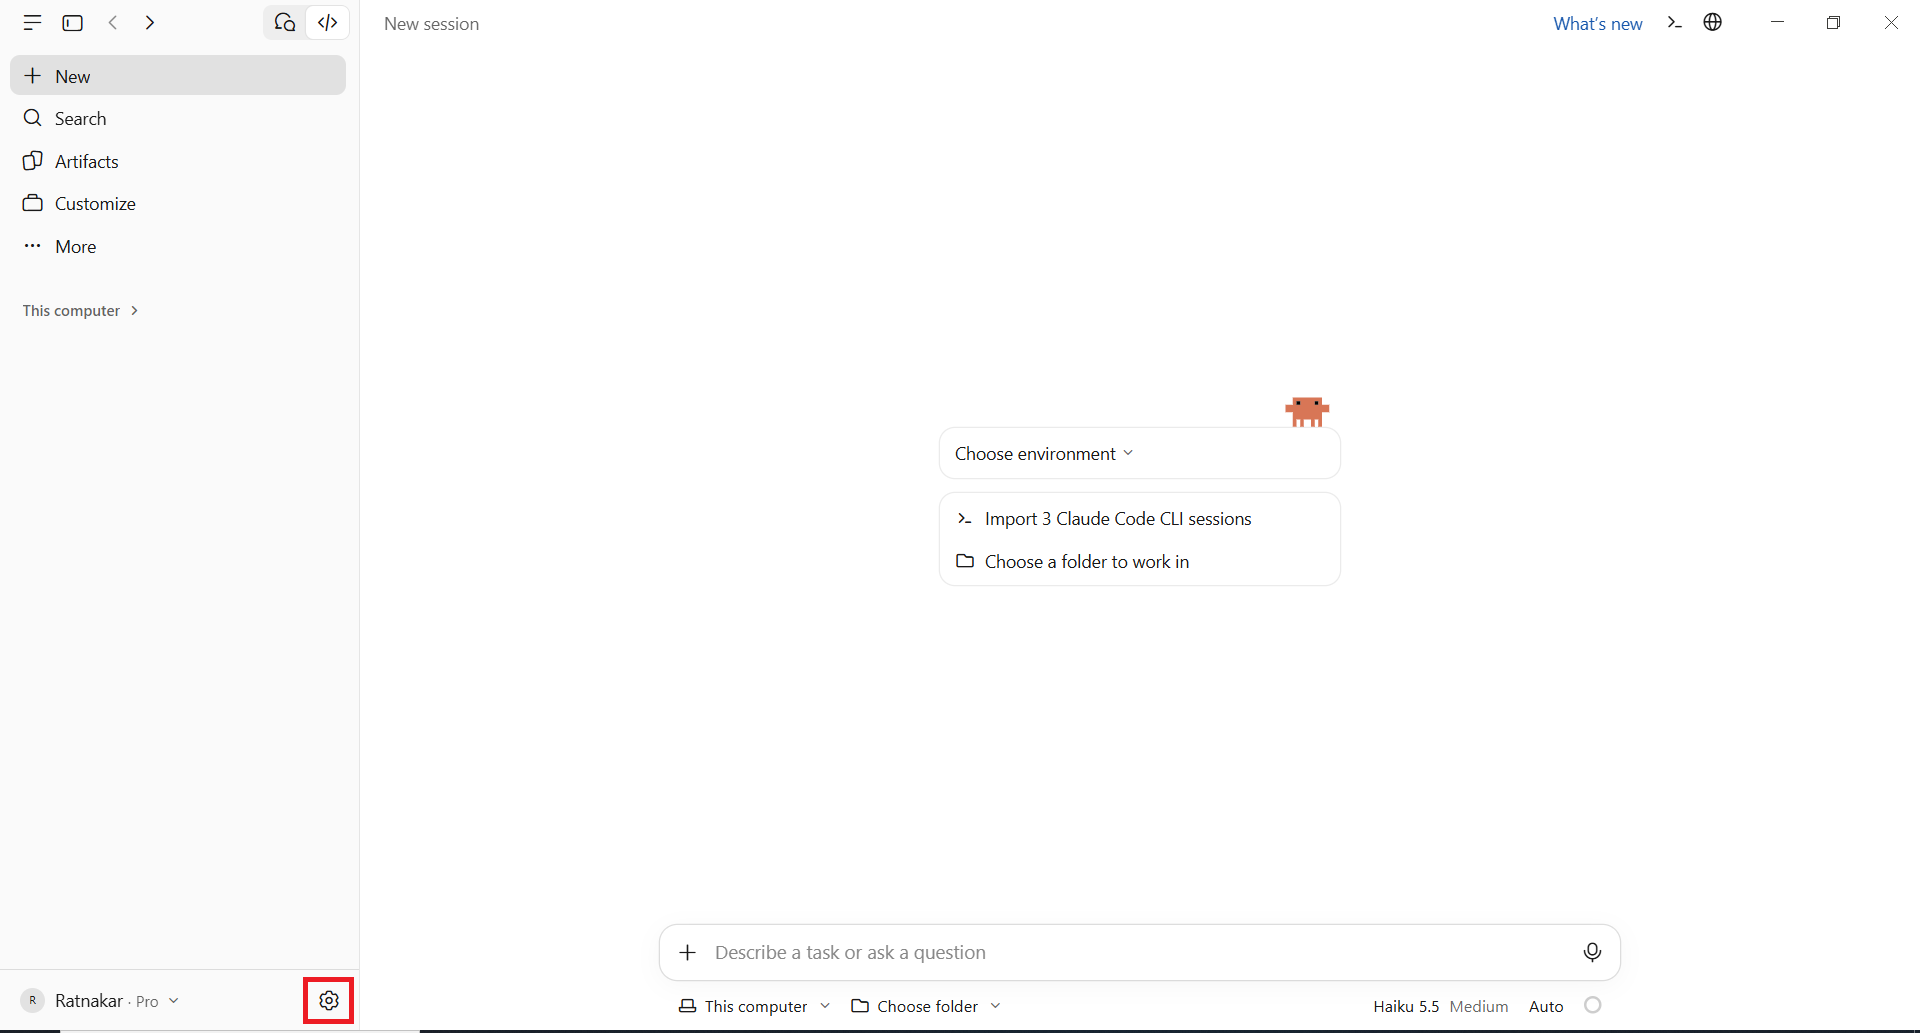 New session
What's new
New
Search
Artifacts
Customize
More
This computer
Choose environment
Import 3 Claude Code CLI sessions
Choose a folder to work in
Describe a task or ask a question
R Ratnakar · Pro
This computer Choose folder Haiku 5.5 Medium Auto